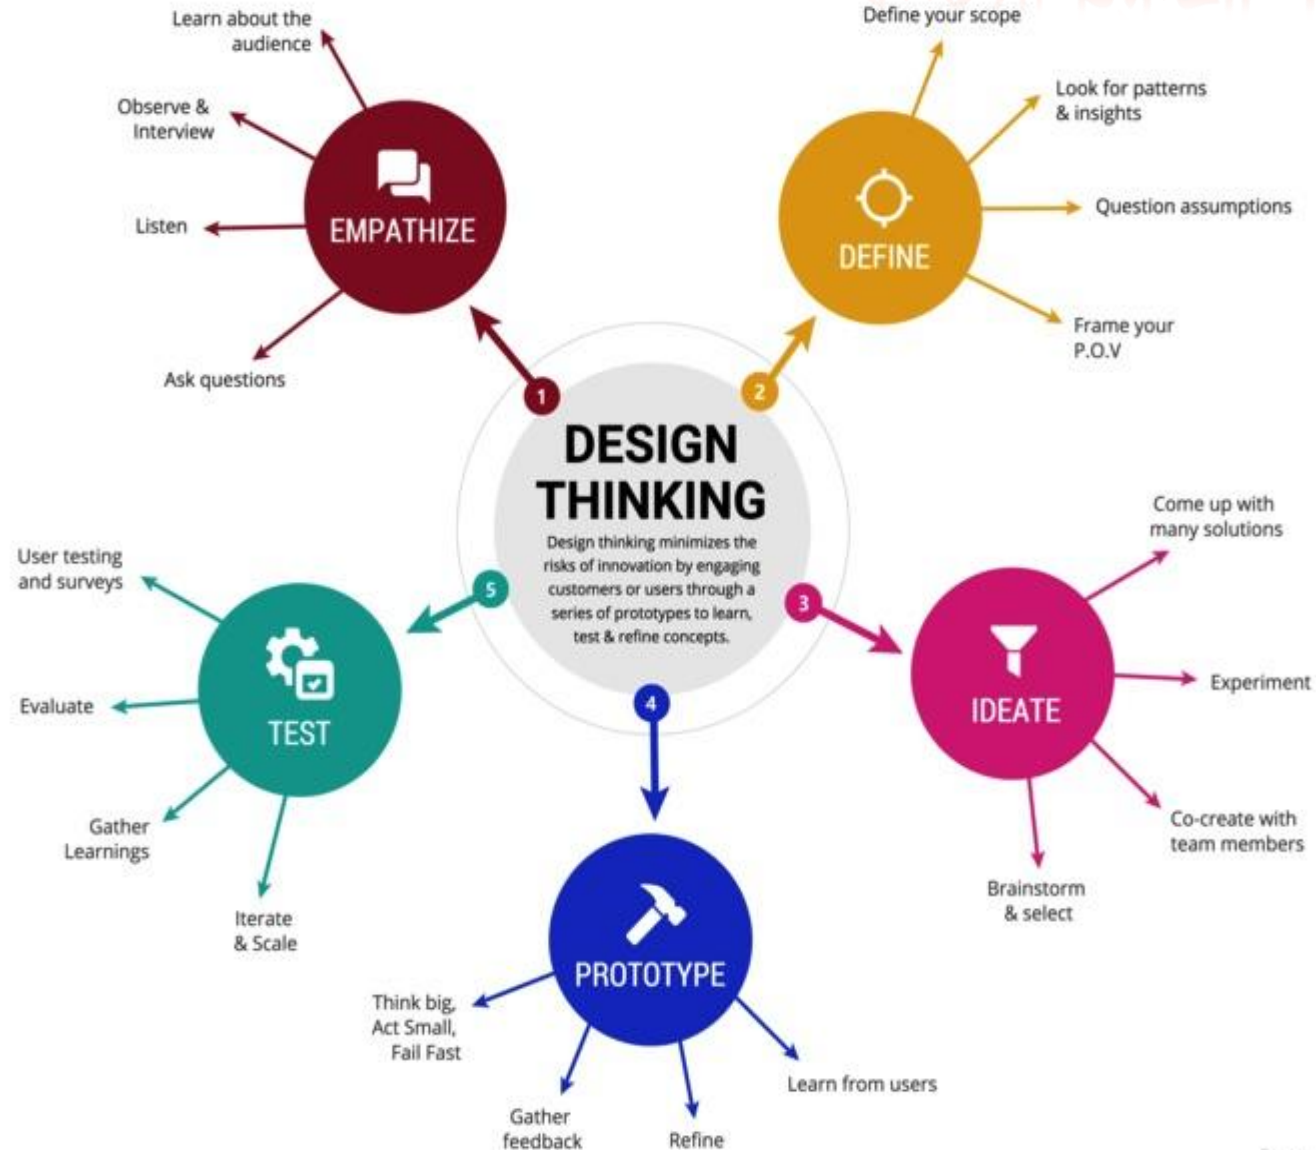 Learn about the
audience
Observe &
Interview
Listen
Ask questions
EMPATHIZE
1
Define your scope
Look for patterns
& insights
Question assumptions
Frame your
P.O.V
DEFINE
2
DESIGN
THINKING
Design thinking minimizes the
risks of innovation by engaging
customers or users through a
series of prototypes to learn,
test & refine concepts.
3
IDEATE
Come up with
many solutions
Experiment
Co-create with
team members
Brainstorm
& select
4
PROTOTYPE
Think big,
Act Small,
Fail Fast
Gather
feedback
Refine
Learn from users
5
TEST
User testing
and surveys
Evaluate
Gather
Learnings
Iterate
& Scale